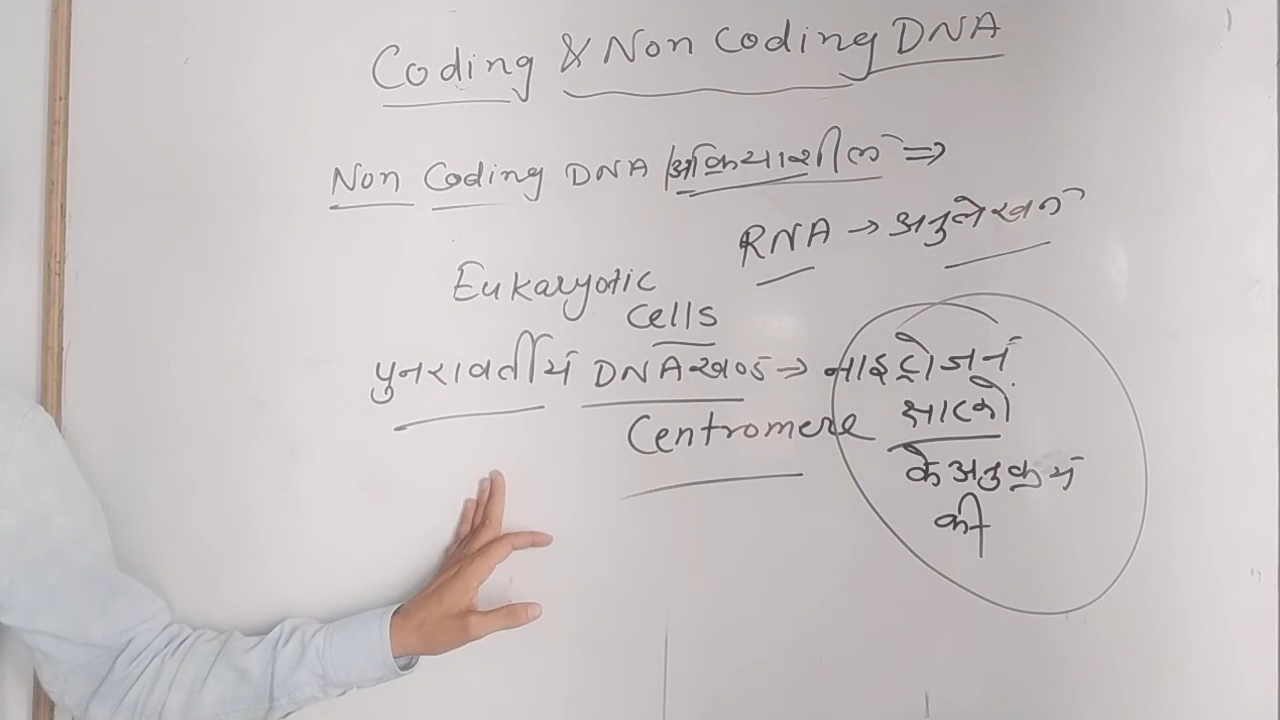 Coding & Non Coding DNA
Non Coding DNA अक्रियाशील ⇒
RNA → अनुलेखन
Eukaryotic
Cells
पुनरावर्तीय DNA खण्ड ⇒ नाइट्रोजन
क्षारको
Centromere
के अनुक्रम
की